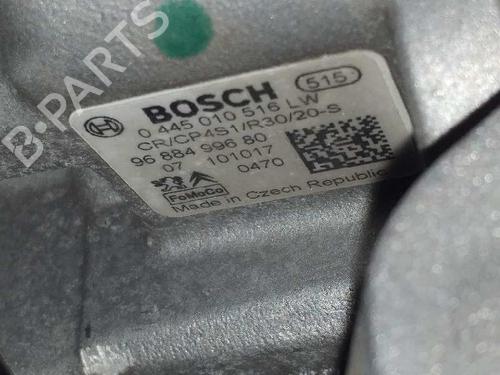 B-PARTS
BOSCH 515
0 445 010 516 LW
CR/CP4S1/R30/20-S
96 884 996 80
07 101017
0470
FoMoCo
Made in Czech Republic